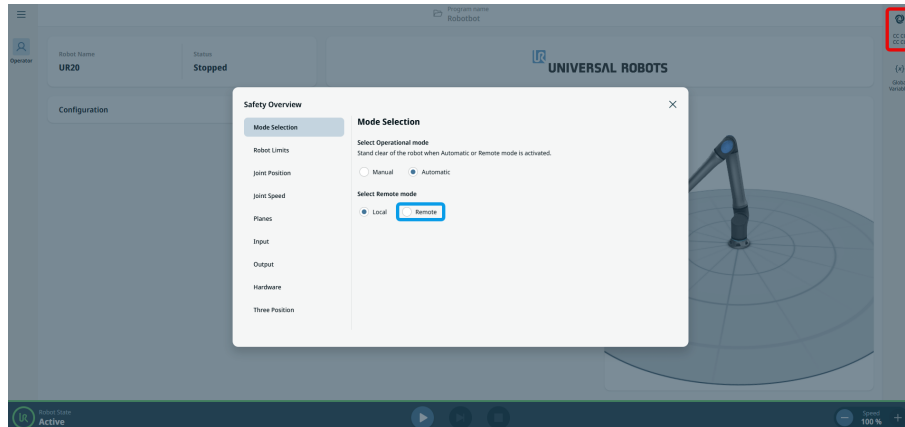 Program name
Robotbot
Operator
Robot Name
UR20
Status
Stopped
UR
UNIVERSAL ROBOTS
Configuration
Safety Overview
Mode Selection
Robot Limits
Joint Position
Joint Speed
Planes
Input
Output
Hardware
Three Position
Mode Selection
Select Operational mode
Stand clear of the robot when Automatic or Remote mode is activated.
Manual
Automatic
Select Remote mode
Local
Remote
{x}
Robot State
Active
UR
Speed
100 %